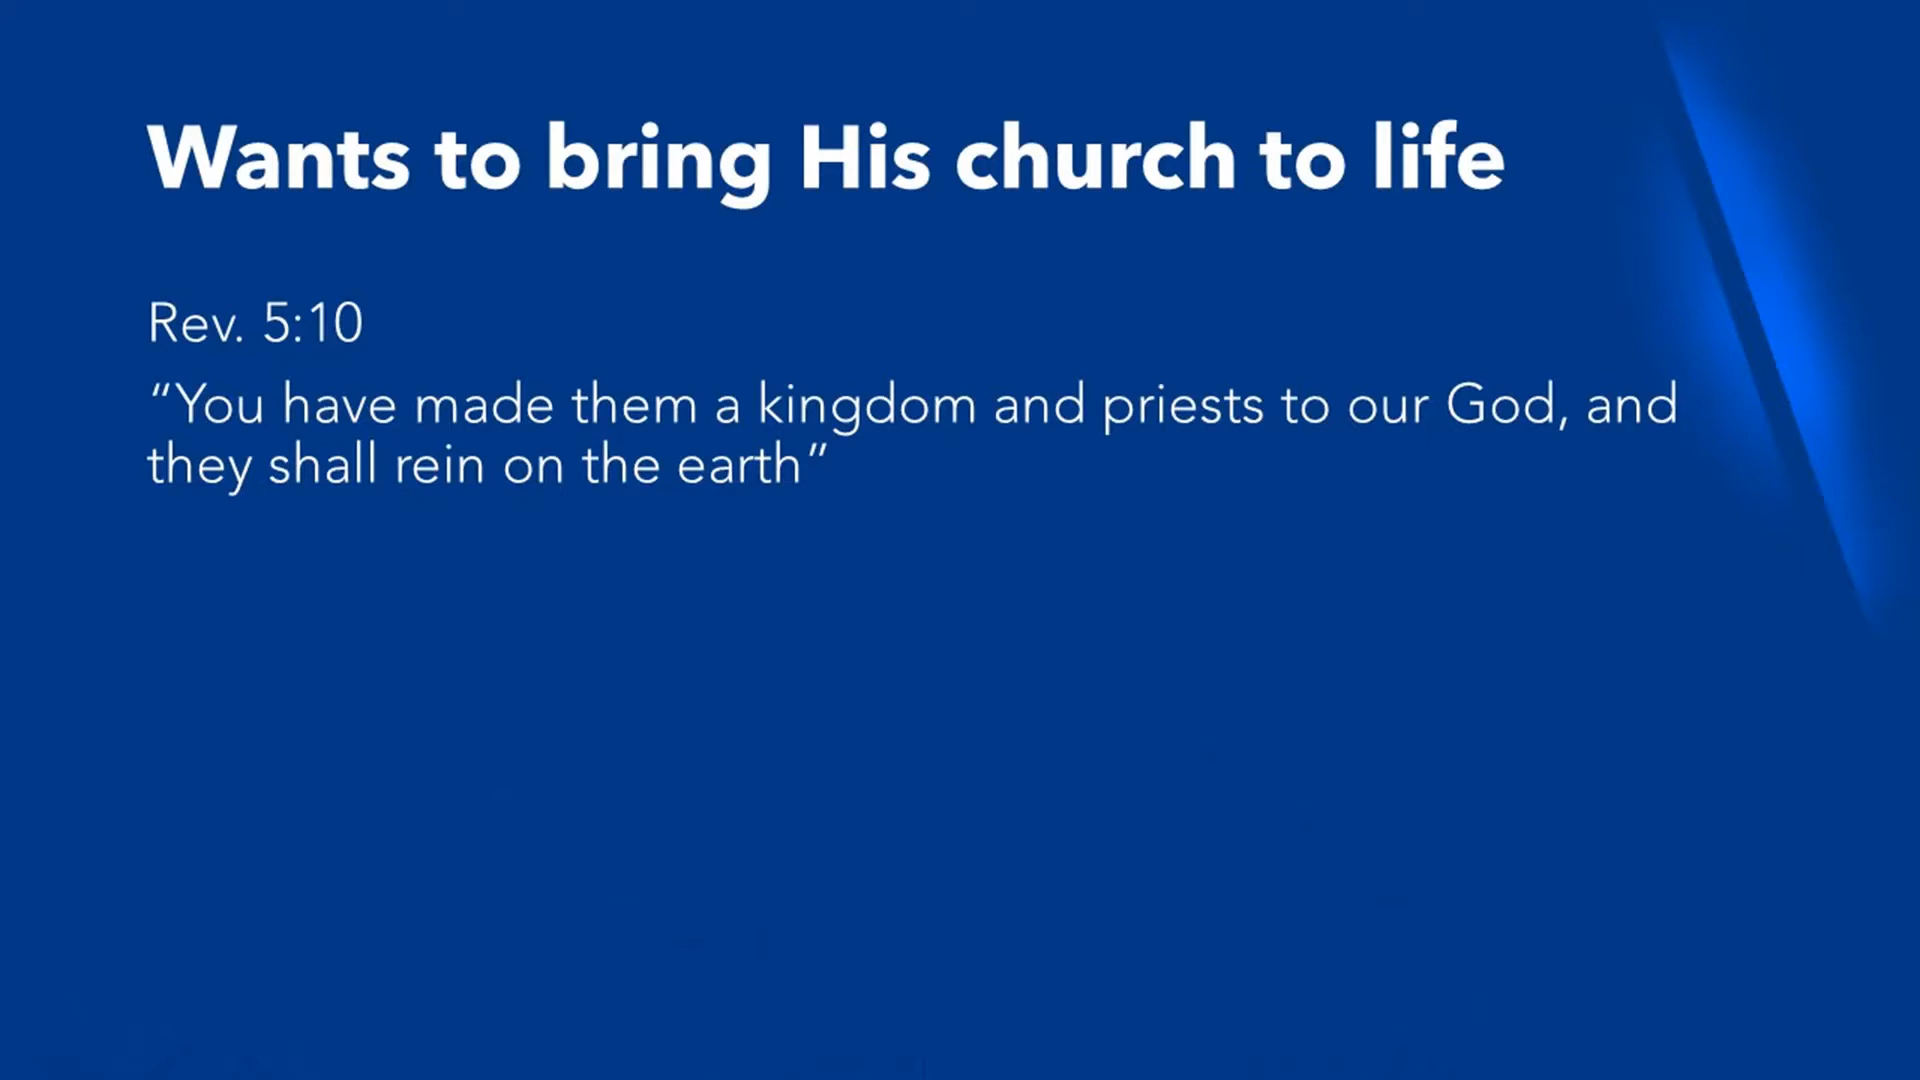 Wants to bring His church to life
Rev. 5:10
“You have made them a kingdom and priests to our God, and
they shall rein on the earth”